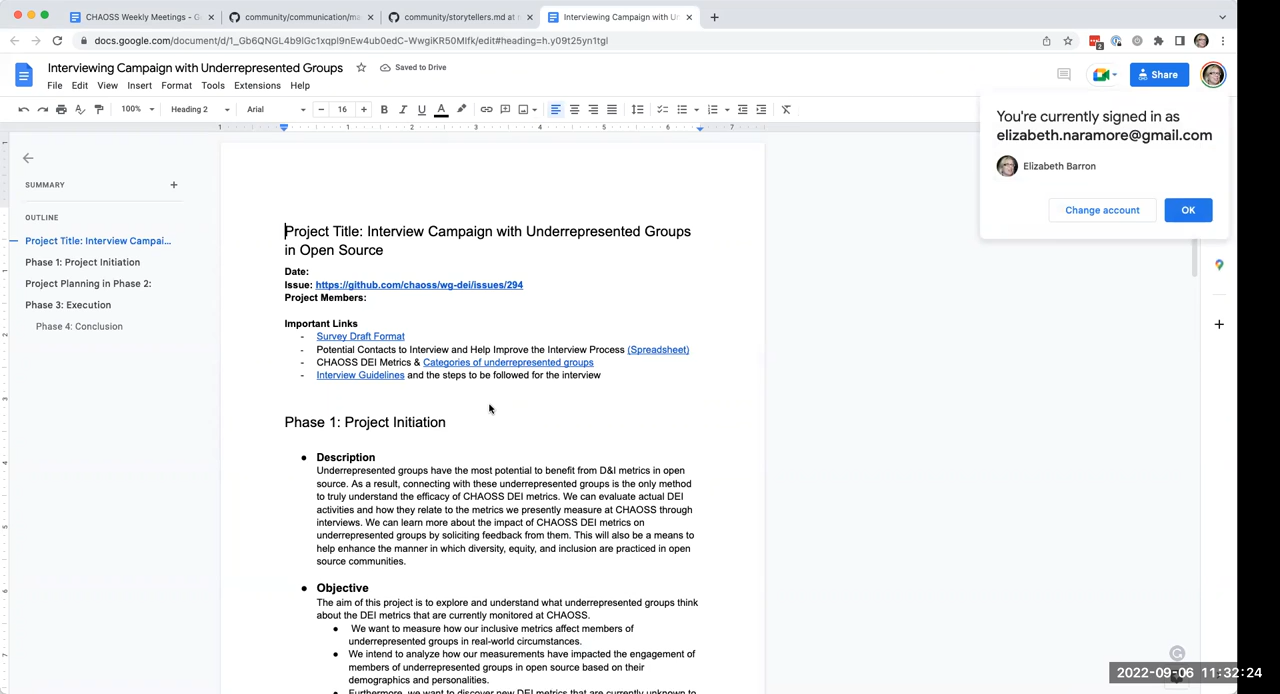 CHAOSS Weekly Meetings - G
community/communication/ma
community/storytellers.md at m
Interviewing Campaign with Un
docs.google.com/document/d/1_Gb6QNGL4b9lGc1xqpI9nEw4ub0edC-WwgiKR50MIfk/edit#heading=h.y09t25yn1tgl
2
Interviewing Campaign with Underrepresented Groups
Saved to Drive
File Edit View Insert Format Tools Extensions Help
Share
100% Heading 2 Arial 16 B I U A
1 1 2 3 4 5 6 7
You're currently signed in as
elizabeth.naramore@gmail.com
Elizabeth Barron
Change account OK
SUMMARY
OUTLINE
Project Title: Interview Campai...
Phase 1: Project Initiation
Project Planning in Phase 2:
Phase 3: Execution
Phase 4: Conclusion
Project Title: Interview Campaign with Underrepresented Groups
in Open Source
Date:
Issue: https://github.com/chaoss/wg-dei/issues/294
Project Members:
Important Links
- Survey Draft Format
- Potential Contacts to Interview and Help Improve the Interview Process (Spreadsheet)
- CHAOSS DEI Metrics & Categories of underrepresented groups
- Interview Guidelines and the steps to be followed for the interview
Phase 1: Project Initiation
● Description
Underrepresented groups have the most potential to benefit from D&I metrics in open
source. As a result, connecting with these underrepresented groups is the only method
to truly understand the efficacy of CHAOSS DEI metrics. We can evaluate actual DEI
activities and how they relate to the metrics we presently measure at CHAOSS through
interviews. We can learn more about the impact of CHAOSS DEI metrics on
underrepresented groups by soliciting feedback from them. This will also be a means to
help enhance the manner in which diversity, equity, and inclusion are practiced in open
source communities.
● Objective
The aim of this project is to explore and understand what underrepresented groups think
about the DEI metrics that are currently monitored at CHAOSS.
● We want to measure how our inclusive metrics affect members of
underrepresented groups in real-world circumstances.
● We intend to analyze how our measurements have impacted the engagement of
members of underrepresented groups in open source based on their
demographics and personalities.
● Furthermore, we want to discover new DEI metrics that are currently unknown to
2022-09-06 11:32:24